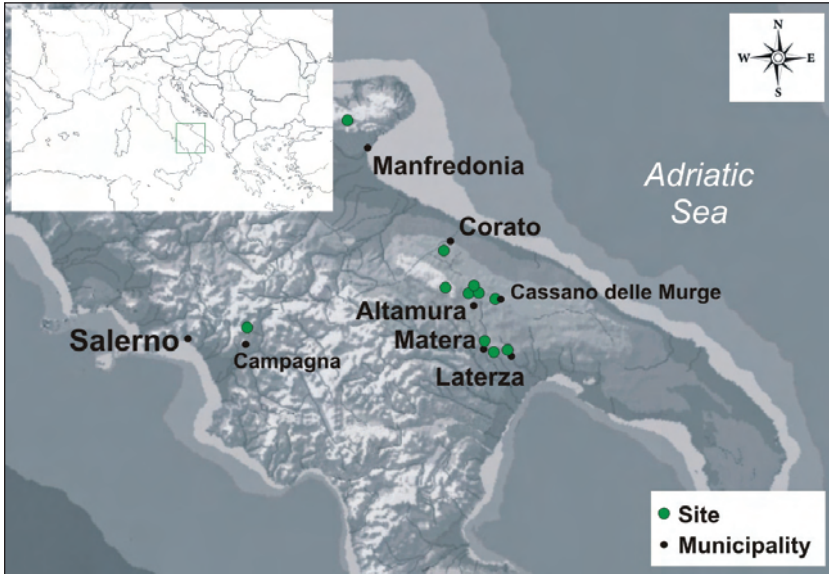 N
W E
S
Manfredonia
Adriatic
Sea
Corato
Cassano delle Murge
Altamura
Salerno
Matera
Campagna
Laterza
Site
Municipality